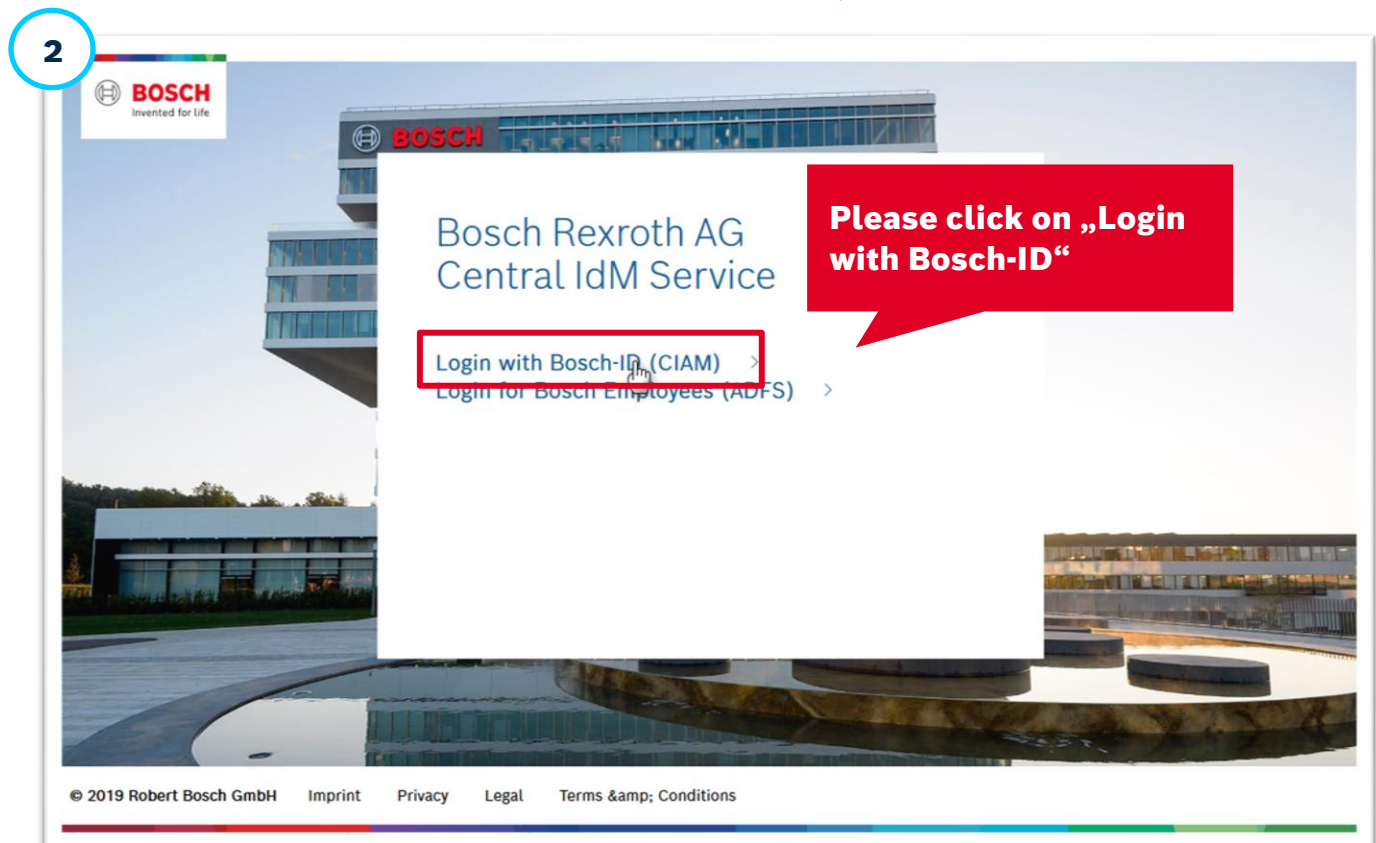 2
BOSCH
Invented for life
BOSCH
Bosch Rexroth AG
Central IdM Service
Please click on „Login
with Bosch-ID“
Login with Bosch-ID (CIAM) >
Login for Bosch Employees (ADFS) >
© 2019 Robert Bosch GmbH Imprint Privacy Legal Terms &amp; Conditions